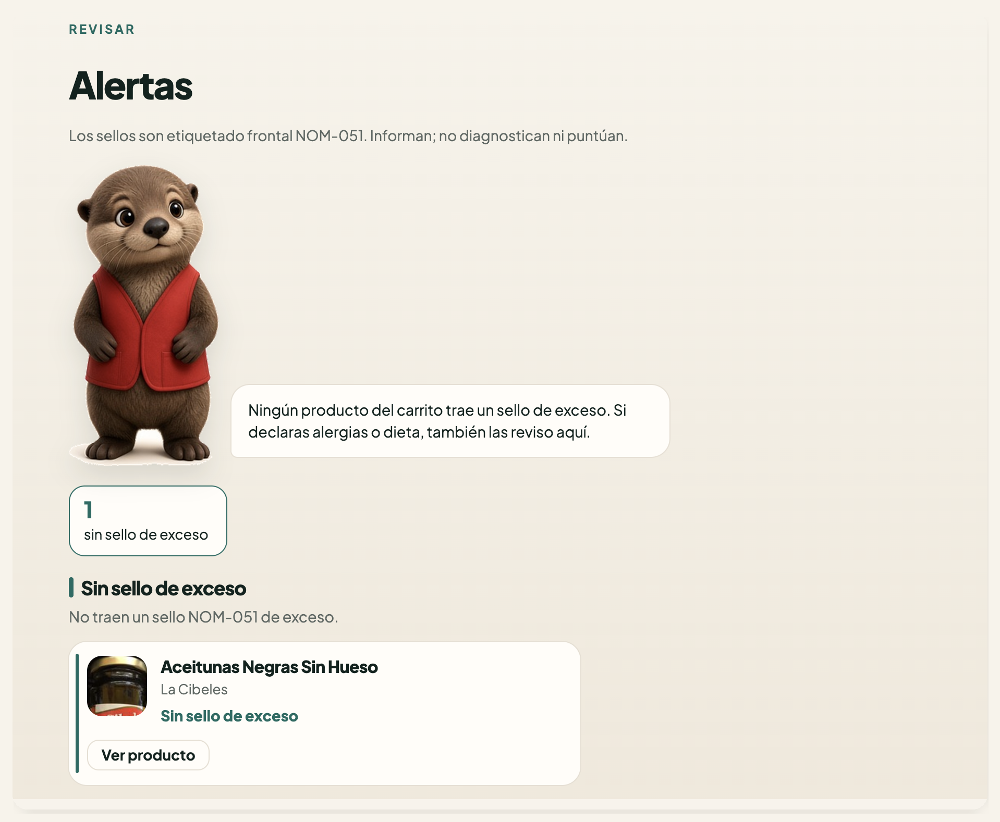 REVISAR
Alertas
Los sellos son etiquetado frontal NOM-051. Informan; no diagnostican ni puntúan.
Ningún producto del carrito trae un sello de exceso. Si
declaras alergias o dieta, también las reviso aquí.
1
sin sello de exceso
Sin sello de exceso
No traen un sello NOM-051 de exceso.
Aceitunas Negras Sin Hueso
La Cibeles
Sin sello de exceso
Ver producto